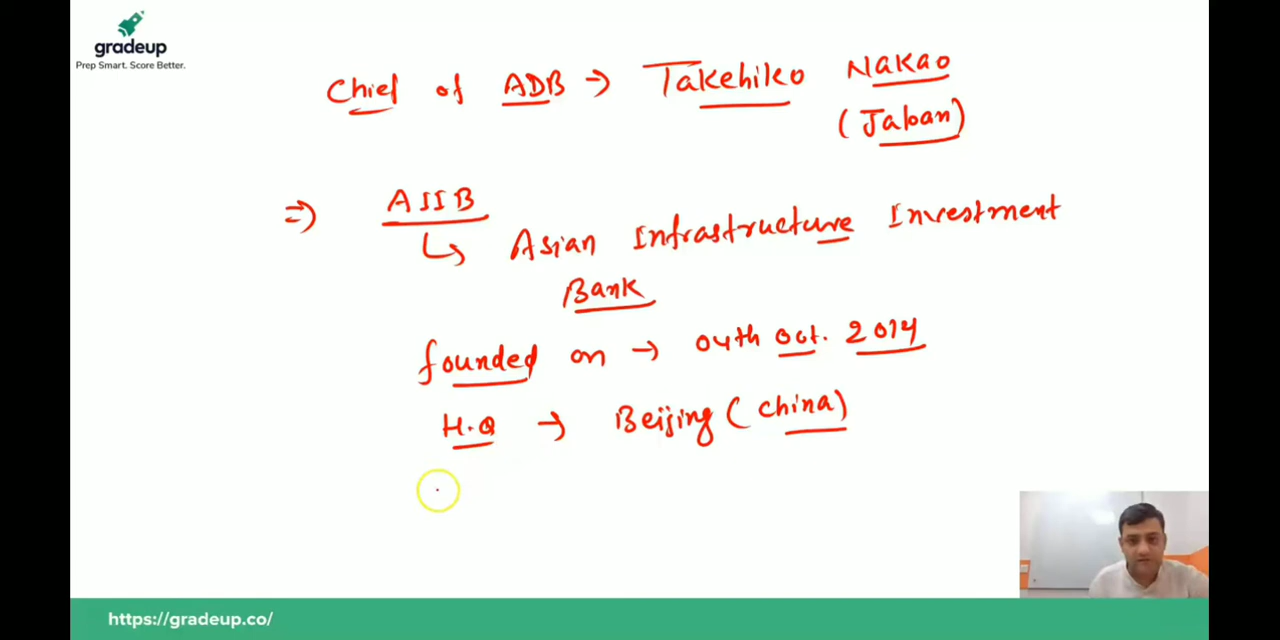 gradeup
Prep Smart. Score Better.
Chief of ADB → Takehiko Nakao
(Japan)
⇒ AIIB
↳ Asian Infrastructure Investment
Bank
founded on → 04th Oct. 2014
H.Q → Beijing (China)
https://gradeup.co/